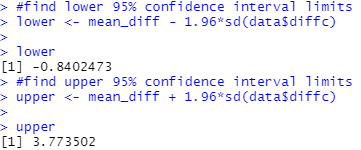 > #find lower 95% confidence interval limits
> lower <- mean_diff - 1.96*sd(data$diffc)
>
> lower
[1] -0.8402473
> #find upper 95% confidence interval limits
> upper <- mean_diff + 1.96*sd(data$diffc)
>
> upper
[1] 3.773502